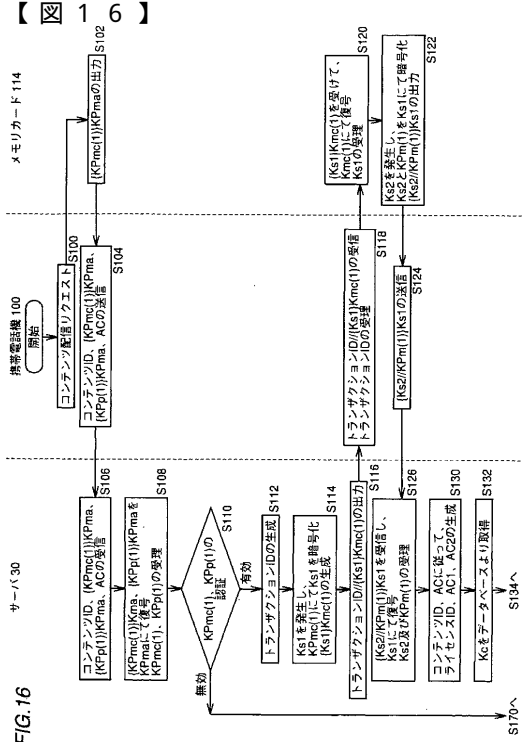 【図16】
FIG.16
サーバ30
携帯電話機100
メモリカード114
開始
コンテンツ配信リクエスト
S100
{KPmc(1)}KPmaの出力
S102
コンテンツID、{KPmc(1)}KPma、
{KPp(1)}KPma、ACの送信
S104
コンテンツID、{KPmc(1)}KPma、
{KPp(1)}KPma、ACの受信
S106
{KPmc(1)}Kma、{KPp(1)}KPmaを
KPmaにて復号
KPmc(1)、KPp(1)の受理
S108
KPmc(1)、KPp(1)の
認証
S110
無効
有効
トランザクションIDの生成
S112
Ks1を発生し、
KPmc(1)にてKs1を暗号化
{Ks1}Kmc(1)の生成
S114
トランザクションID//{Ks1}Kmc(1)の出力
S116
トランザクションID//{Ks1}Kmc(1)の受信
トランザクションIDの受理
S118
{Ks1}Kmc(1)を受けて、
Kmc(1)にて復号
Ks1の受理
S120
Ks2を発生し、
Ks2とKPm(1)をKs1にて暗号化
{Ks2//KPm(1)}Ks1の出力
S122
{Ks2//KPm(1)}Ks1の送信
S124
{Ks2//KPm(1)}Ks1を受信し、
Ks1にて復号
Ks2及びKPm(1)の受理
S126
コンテンツID、ACに従って、
ライセンスID、AC1、AC2の生成
S130
Kcをデータベースより取得
S132
S170へ
S134へ